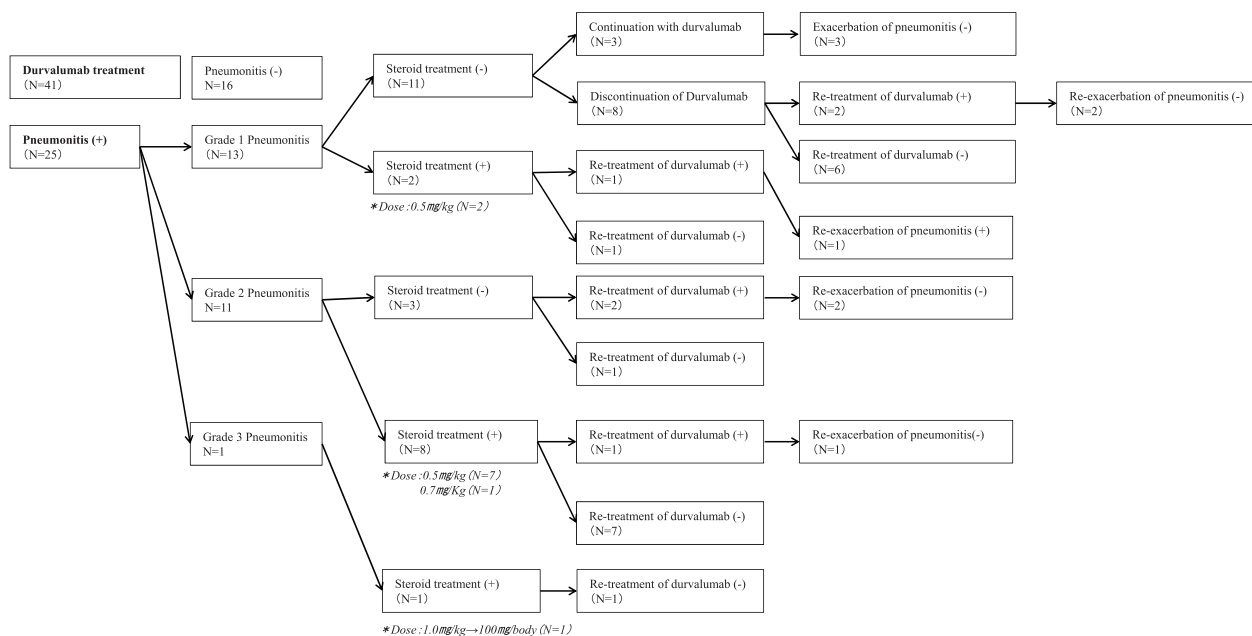 Durvalumab treatment
(N=41)
Pneumonitis (-)
N=16
Pneumonitis (+)
(N=25)
Grade 1 Pneumonitis
(N=13)
Steroid treatment (-)
(N=11)
Continuation with durvalumab
(N=3)
Exacerbation of pneumonitis (-)
(N=3)
Discontinuation of Durvalumab
(N=8)
Re-treatment of durvalumab (+)
(N=2)
Re-exacerbation of pneumonitis (-)
(N=2)
Re-treatment of durvalumab (-)
(N=6)
Steroid treatment (+)
(N=2)
*Dose:0.5㎎/kg(N=2)
Re-treatment of durvalumab (+)
(N=1)
Re-treatment of durvalumab (-)
(N=1)
Re-exacerbation of pneumonitis (+)
(N=1)
Grade 2 Pneumonitis
N=11
Steroid treatment (-)
(N=3)
Re-treatment of durvalumab (+)
(N=2)
Re-exacerbation of pneumonitis (-)
(N=2)
Re-treatment of durvalumab (-)
(N=1)
Steroid treatment (+)
(N=8)
*Dose:0.5㎎/kg(N=7)
0.7㎎/Kg(N=1)
Re-treatment of durvalumab (+)
(N=1)
Re-exacerbation of pneumonitis(-)
(N=1)
Re-treatment of durvalumab (-)
(N=7)
Grade 3 Pneumonitis
N=1
Steroid treatment (+)
(N=1)
*Dose:1.0㎎/kg→100㎎/body(N=1)
Re-treatment of durvalumab (-)
(N=1)